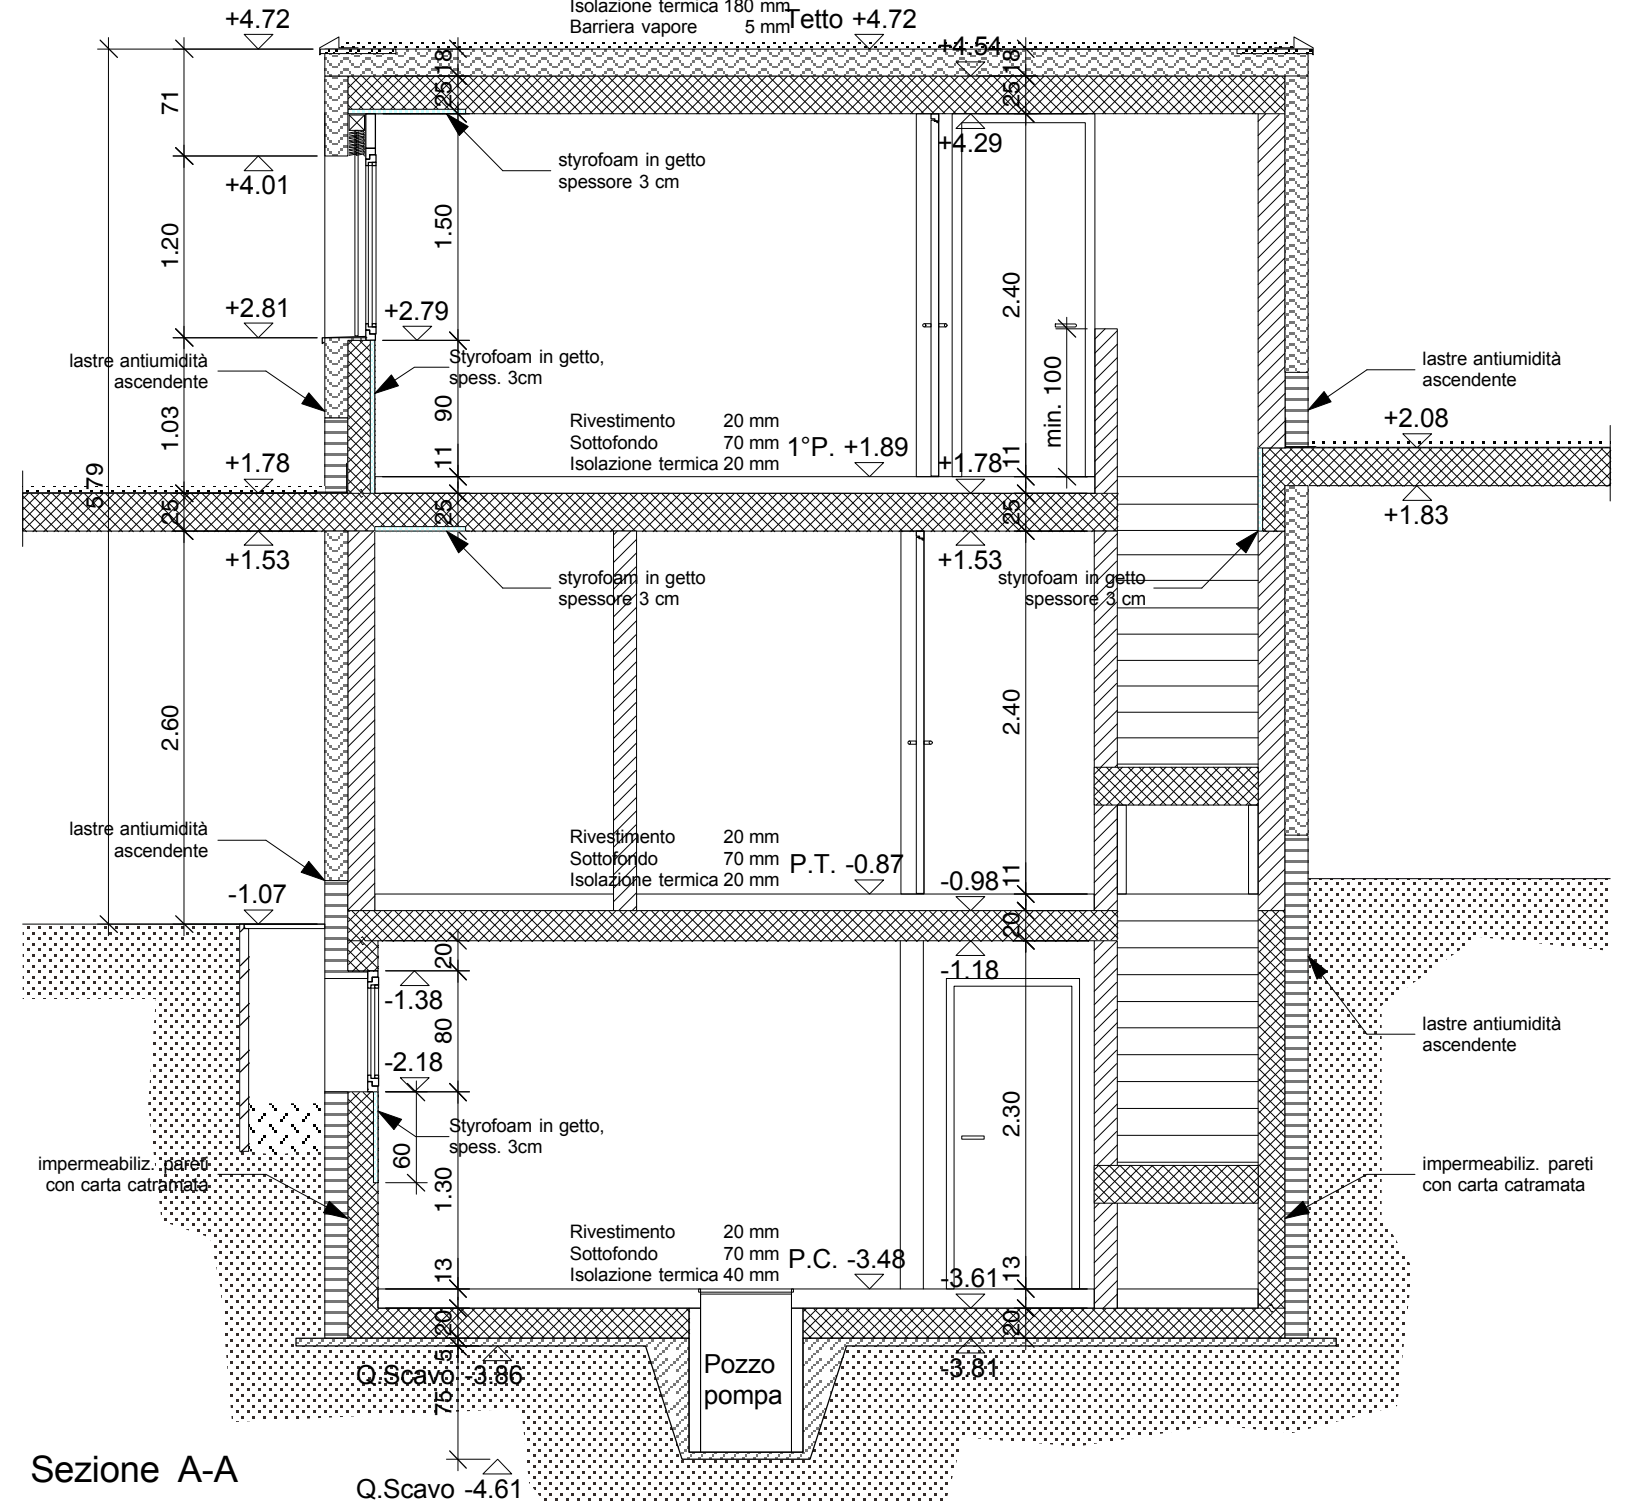 Isolazione termica 180 mm
Barriera vapore 5 mm
Tetto +4.72
+4.72
+4.54
18
18
25
25
71
+4.29
styrofoam in getto
spessore 3 cm
+4.01
1.50
1.20
2.40
+2.81
+2.79
lastre antiumidità
ascendente
Styrofoam in getto,
spess. 3cm
min. 100
lastre antiumidità
ascendente
90
1.03
Rivestimento 20 mm
Sottofondo 70 mm
Isolazione termica 20 mm
1°P. +1.89
+2.08
+1.78
11
+1.78
11
5.79
25
25
25
+1.83
+1.53
+1.53
styrofoam in getto
spessore 3 cm
styrofoam in getto
spessore 3 cm
2.60
2.40
lastre antiumidità
ascendente
Rivestimento 20 mm
Sottofondo 70 mm
Isolazione termica 20 mm
P.T. -0.87
-0.98
11
-1.07
20
20
-1.18
-1.38
80
lastre antiumidità
ascendente
-2.18
2.30
Styrofoam in getto,
spess. 3cm
60
1.30
impermeabiliz. pareti
con carta catramata
impermeabiliz. pareti
con carta catramata
Rivestimento 20 mm
Sottofondo 70 mm
Isolazione termica 40 mm
P.C. -3.48
13
-3.61
13
20
20
5
Q.Scavo -3.86
-3.81
75
Pozzo
pompa
Sezione A-A
Q.Scavo -4.61